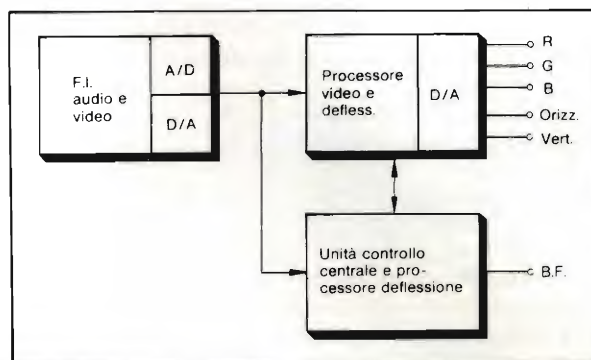 F.I.
audio e
video
A/D
D/A
Processore
video e
defless.
D/A
R
G
B
Orizz.
Vert.
Unità controllo
centrale e pro-
cessore deflessione
B.F.